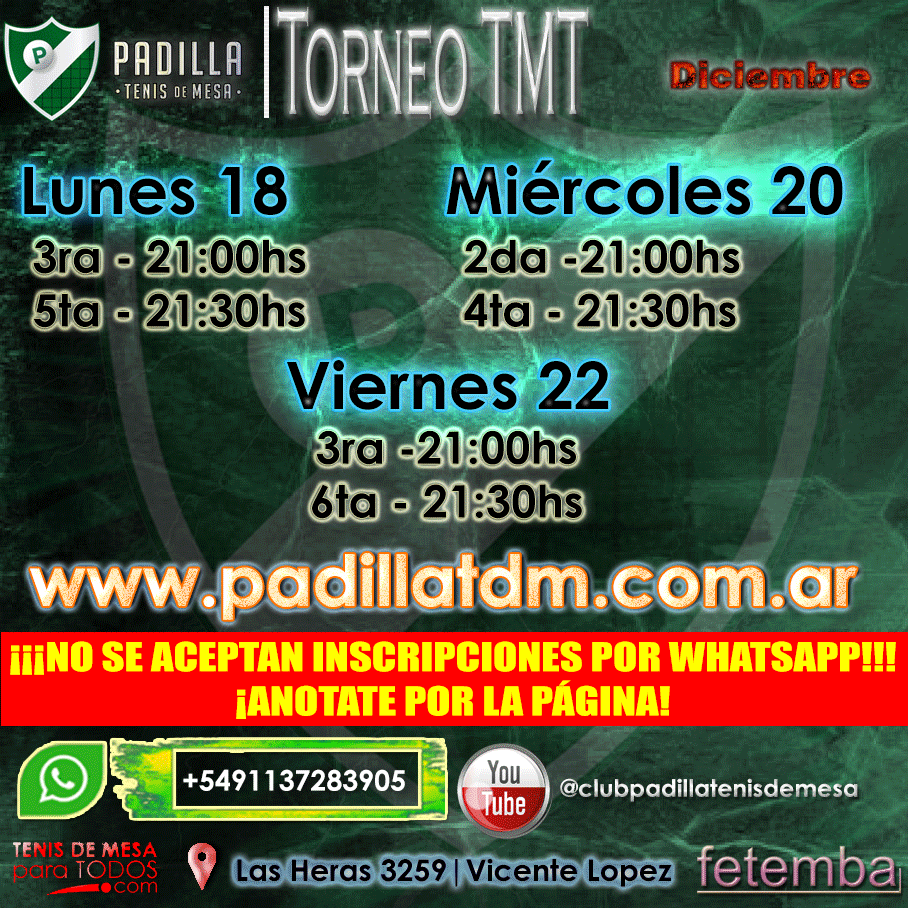 P
PADILLA
·TENIS DE MESA·
TORNEO TMT
Diciembre
Lunes 18
3ra - 21:00hs
5ta - 21:30hs
Miércoles 20
2da -21:00hs
4ta - 21:30hs
Viernes 22
3ra -21:00hs
6ta - 21:30hs
www.padillatdm.com.ar
¡¡¡NO SE ACEPTAN INSCRIPCIONES POR WHATSAPP!!!
¡ANOTATE POR LA PÁGINA!
+5491137283905
You
Tube
@clubpadillatenisdemesa
TENIS DE MESA
para TODOS
.com
Las Heras 3259|Vicente Lopez
fetemba